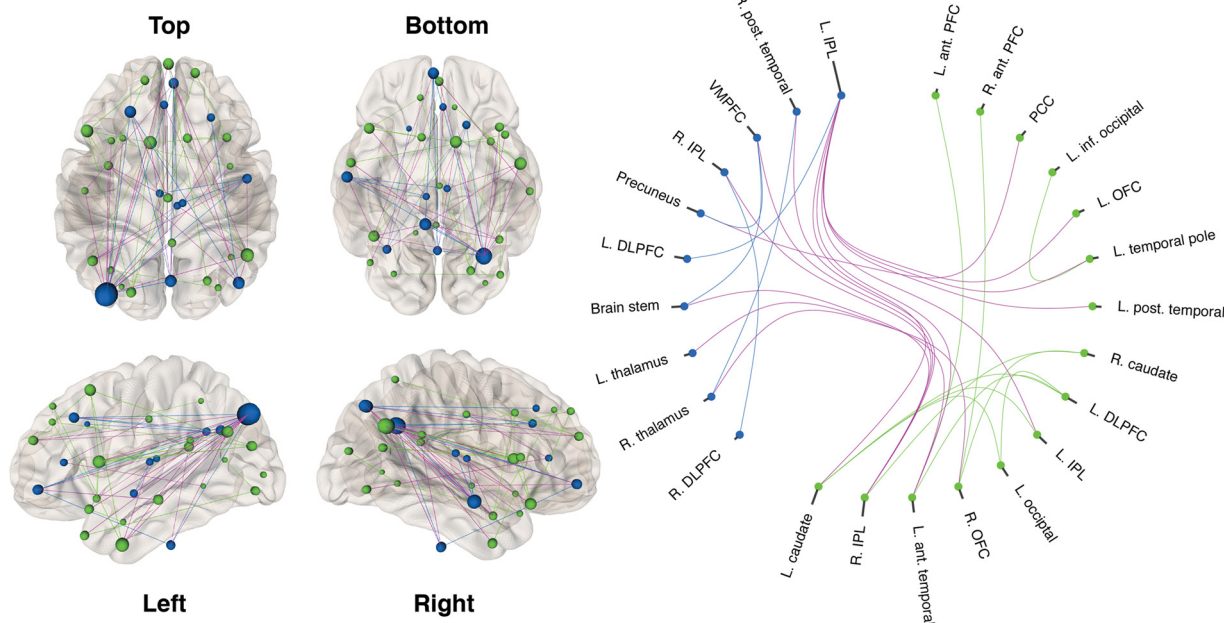 Top
Bottom
Left
Right
R. post. temporal
L. IPL
VMPFC
R. IPL
Precuneus
L. DLPFC
Brain stem
L. thalamus
R. thalamus
R. DLPFC
L. ant. PFC
R. ant. PFC
PCC
L. inf. occipital
L. OFC
L. temporal pole
L. post. temporal
R. caudate
L. DLPFC
L. IPL
L. occiptal
R. OFC
L. ant. temporal
R. IPL
L. caudate